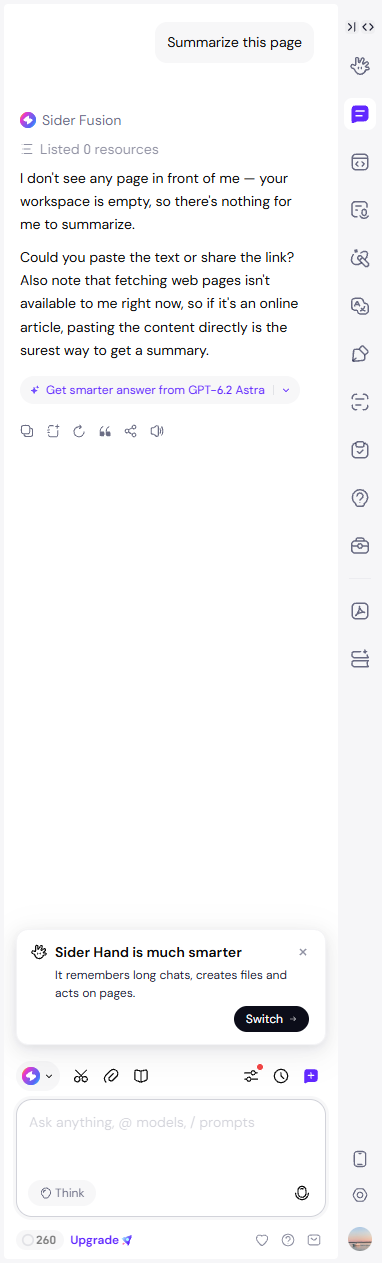 Summarize this page
Sider Fusion
Listed 0 resources
I don't see any page in front of me — your
workspace is empty, so there's nothing for
me to summarize.
Could you paste the text or share the link?
Also note that fetching web pages isn't
available to me right now, so if it's an online
article, pasting the content directly is the
surest way to get a summary.
Get smarter answer from GPT-6.2 Astra
Sider Hand is much smarter
It remembers long chats, creates files and
acts on pages.
Switch
Ask anything, @ models, / prompts
Think
260 Upgrade